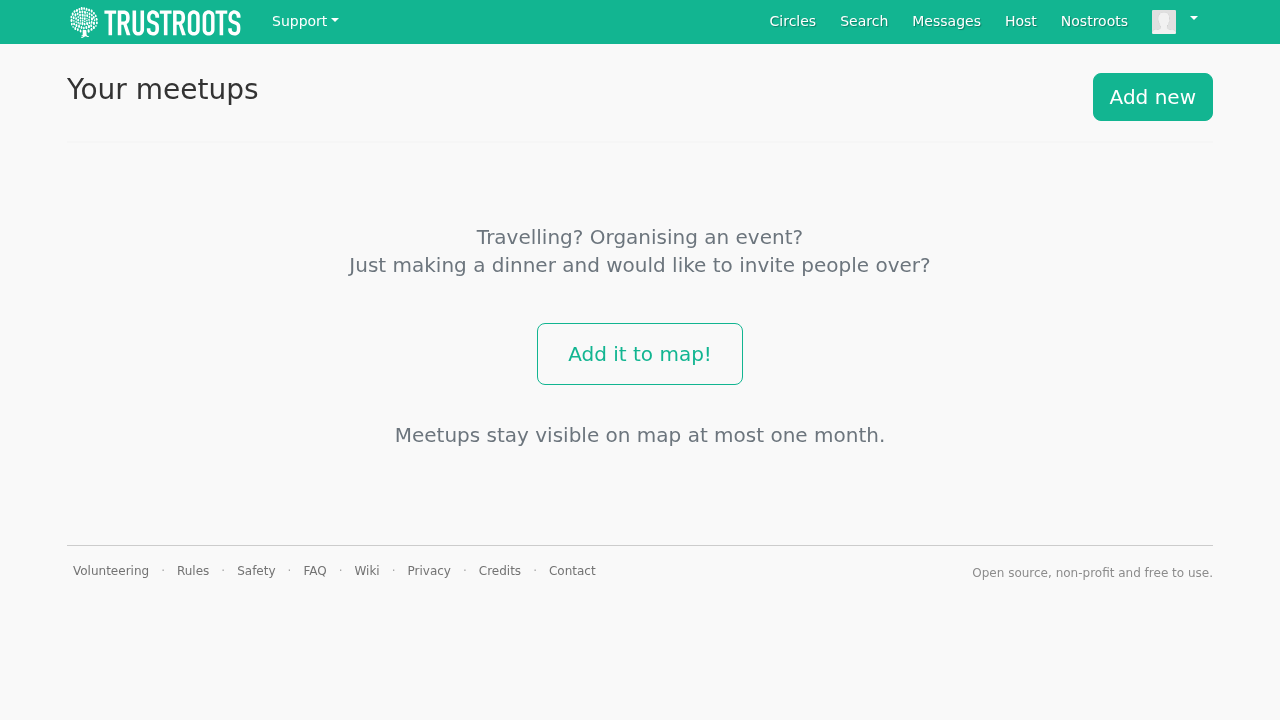 TRUSTROOTS
Support
Circles
Search
Messages
Host
Nostroots
Your meetups
Add new
Travelling? Organising an event?
Just making a dinner and would like to invite people over?
Add it to map!
Meetups stay visible on map at most one month.
Volunteering · Rules · Safety · FAQ · Wiki · Privacy · Credits · Contact
Open source, non-profit and free to use.